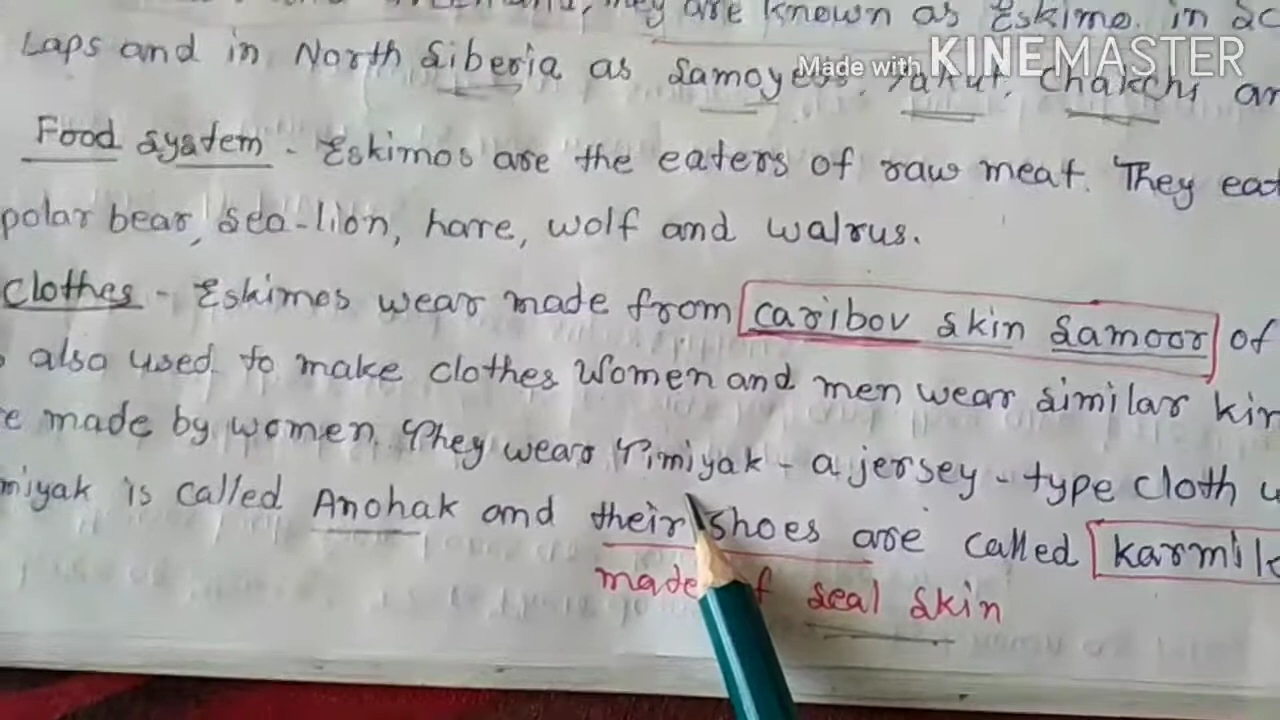 they are known as Eskimo. in
Laps and in North Siberia as Samoyeds. Yakut. Chakchi
Made with KINEMASTER
Food system - Eskimos are the eaters of raw meat. They eat
polar bear, sea-lion, hare, wolf and walrus.
Clothes - Eskimos wear made from caribov skin Samoor of
also used to make clothes Women and men wear similar
made by women. They wear Timiyak - a jersey - type cloth
miyak is called Anohak and their shoes are called karmik
made of seal skin